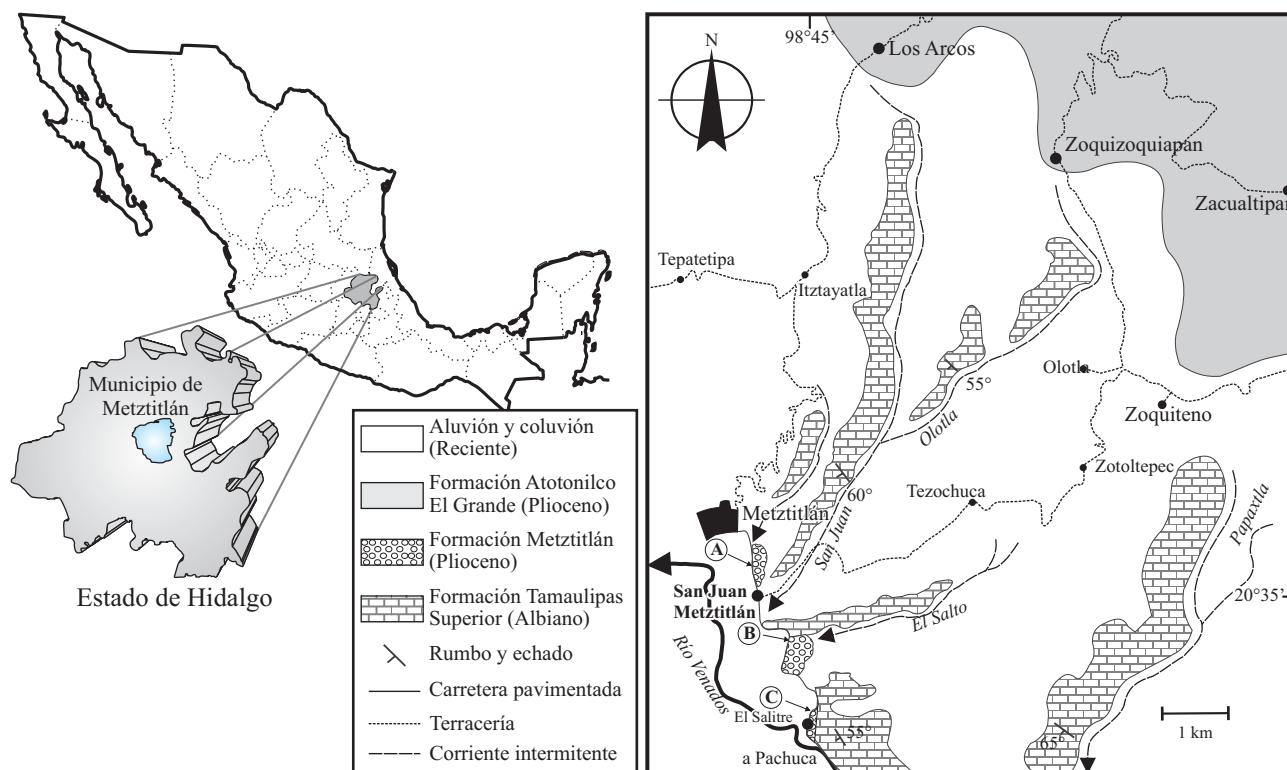 Municipio de
Metztitlán
Estado de Hidalgo
Aluvión y coluvión
(Reciente)
Formación Atotonilco
El Grande (Plioceno)
Formación Metztitlán
(Plioceno)
Formación Tamaulipas
Superior (Albiano)
Rumbo y echado
Carretera pavimentada
Terracería
Corriente intermitente
98°45'
N
Los Arcos
Zoquizoquiapan
Zacualtipan
Tepatetipa
Itztayatla
Olotla
55°
Zoquiteno
Olotla
Zotoltepec
60°
Tezochuca
Metztitlán
San Juan
Papaxtla
A
San Juan
Metztitlán
20°35'
El Salto
B
Río Venados
C
El Salitre
55°
65°
a Pachuca
1 km